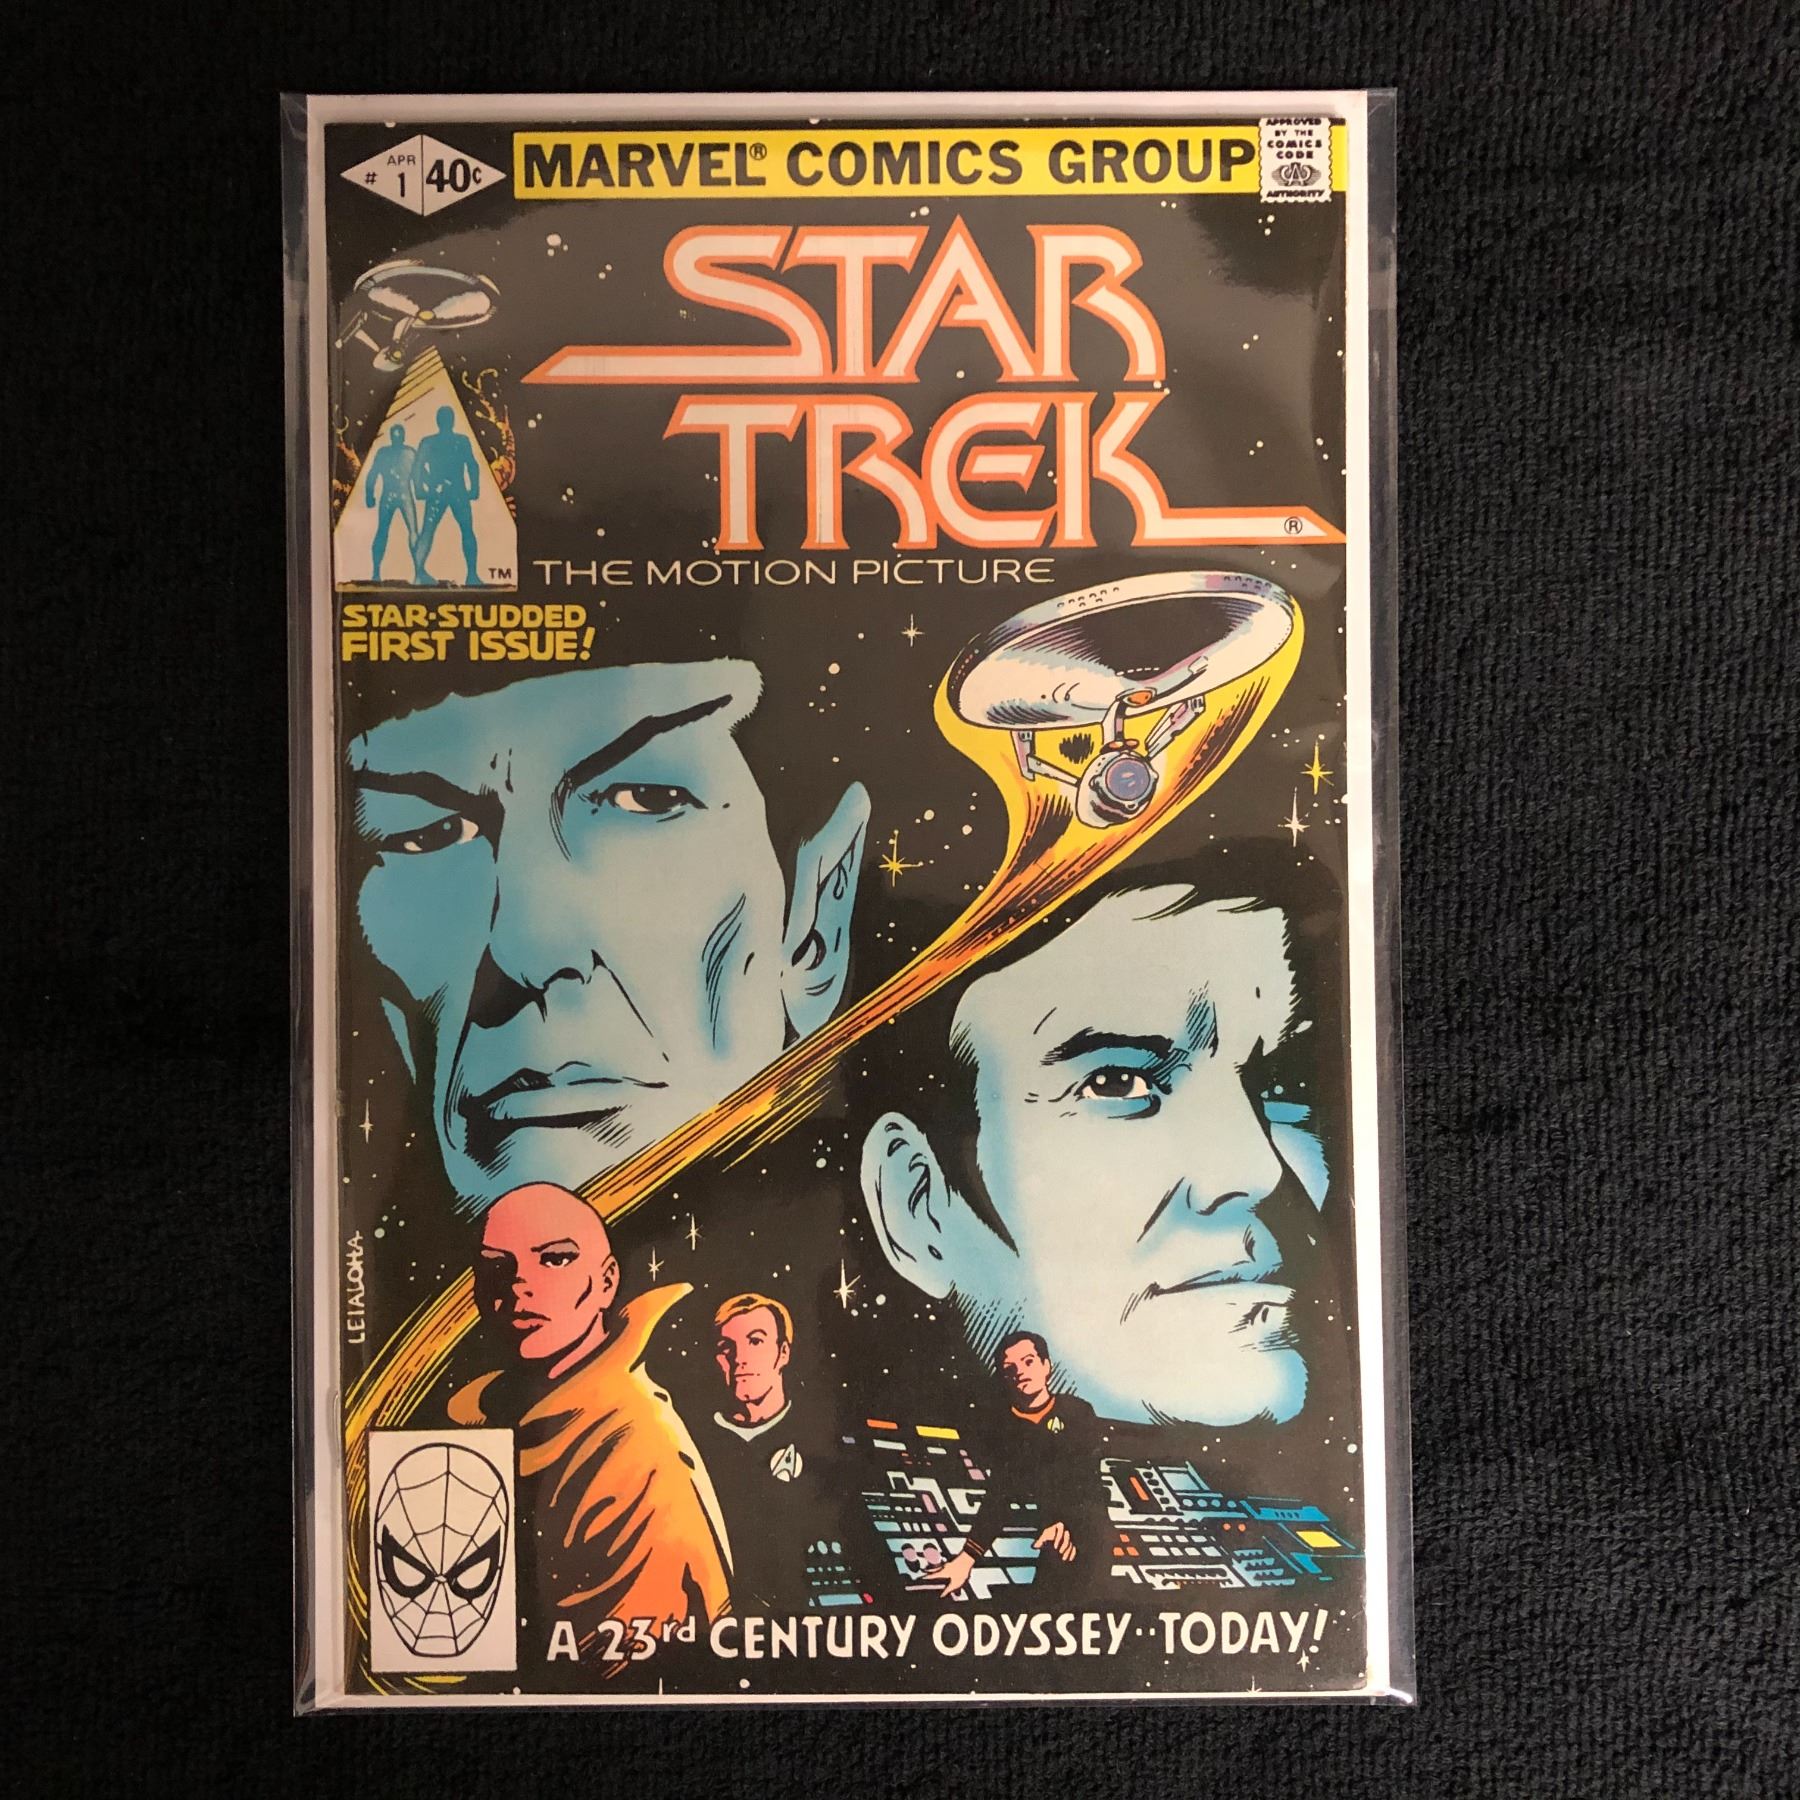 APR
# 1
40¢
MARVEL® COMICS GROUP
APPROVED
BY THE
COMICS
CODE
AUTHORITY
STAR
TREK ®
TM
THE MOTION PICTURE
STAR·STUDDED
FIRST ISSUE!
LEIALOHA
A 23rd CENTURY ODYSSEY··TODAY!